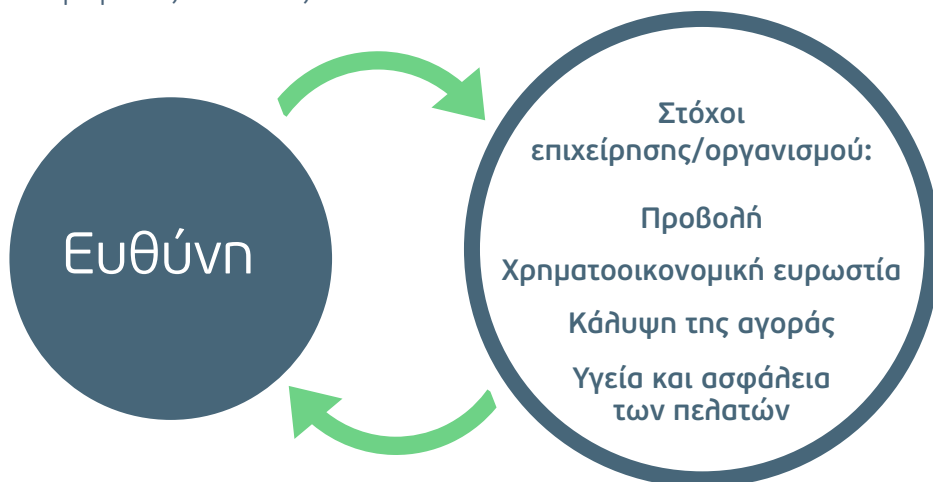 Ευθύνη
Στόχοι
επιχείρησης/οργανισμού:
Προβολή
Χρηματοοικονομική ευρωστία
Κάλυψη της αγοράς
Υγεία και ασφάλεια
των πελατών